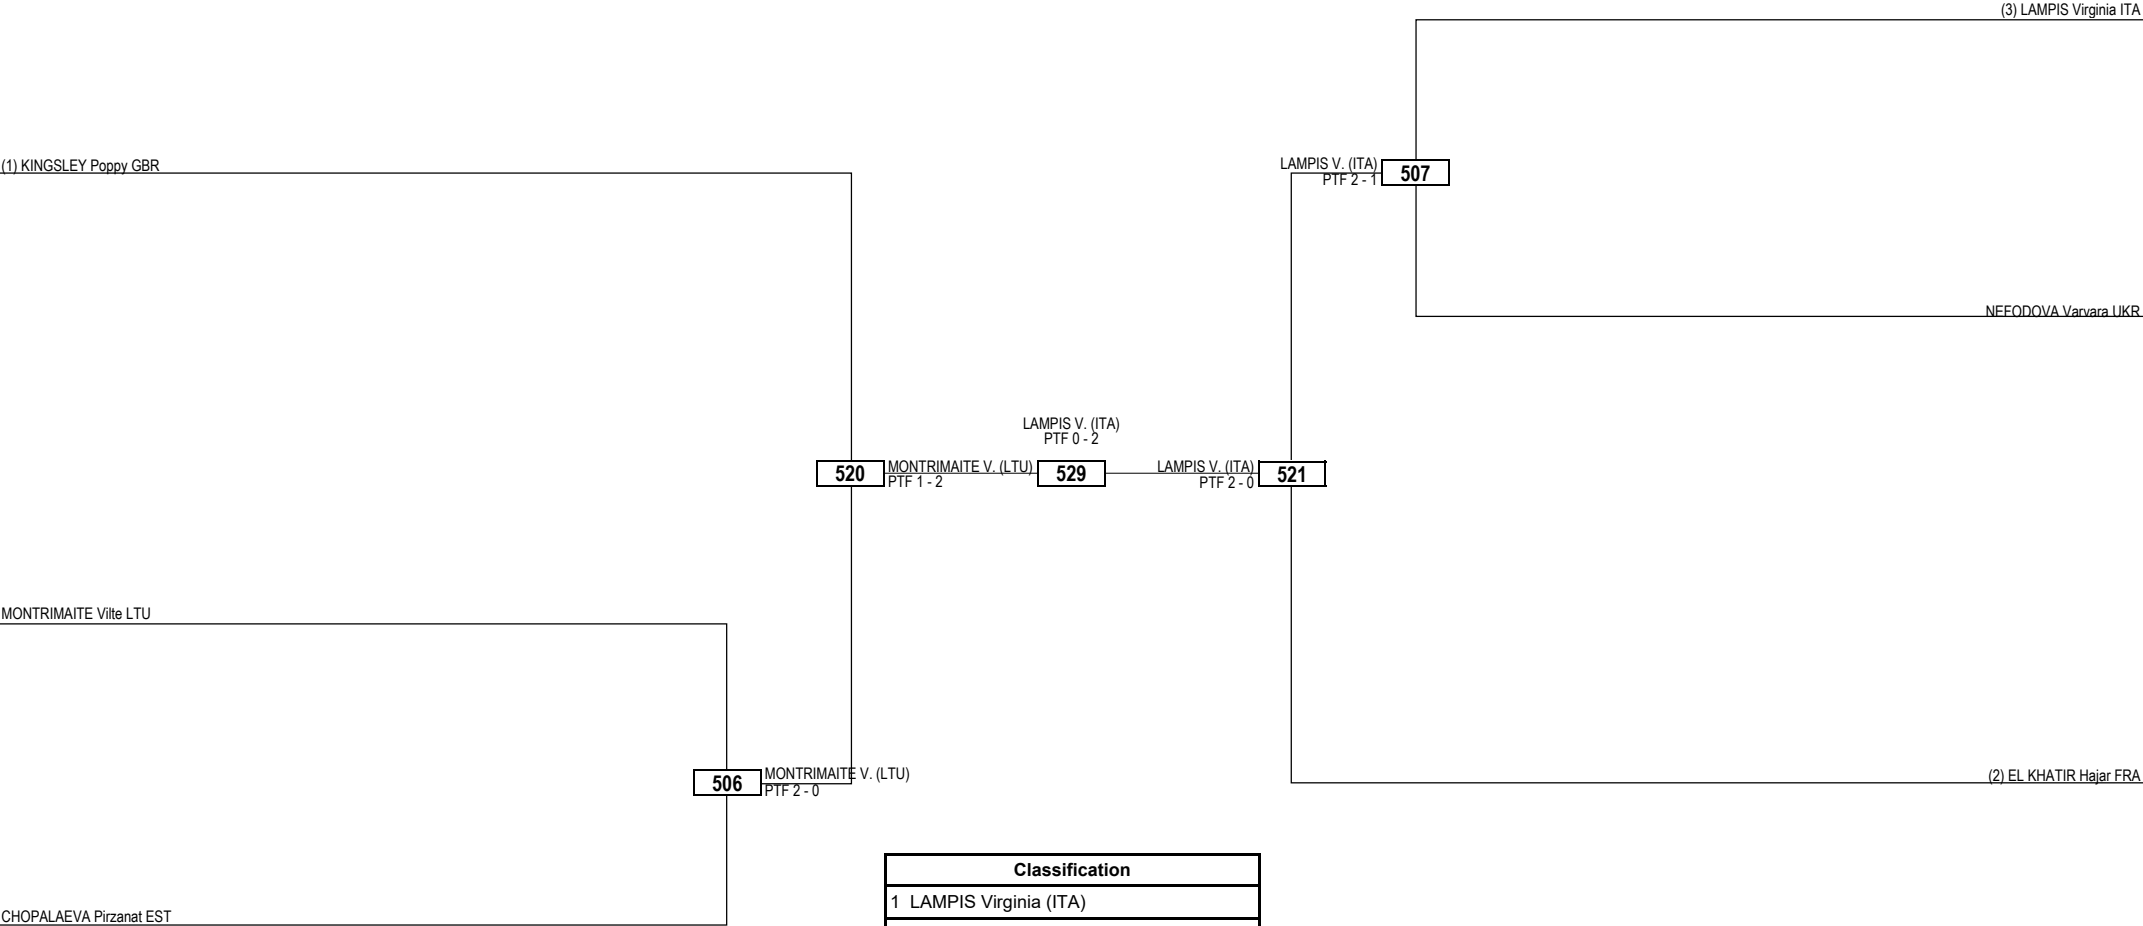 (3) LAMPIS Virginia ITA
(1) KINGSLEY Poppy GBR
LAMPIS V. (ITA)
PTF 2 - 1
507
NEFODOVA Varvara UKR
LAMPIS V. (ITA)
PTF 0 - 2
520
MONTRIMAITE V. (LTU)
PTF 1 - 2
529
LAMPIS V. (ITA)
PTF 2 - 0
521
MONTRIMAITE Vilte LTU
506
MONTRIMAITE V. (LTU)
PTF 2 - 0
(2) EL KHATIR Hajar FRA
Classification
1 LAMPIS Virginia (ITA)
CHOPALAEVA Pirzanat EST